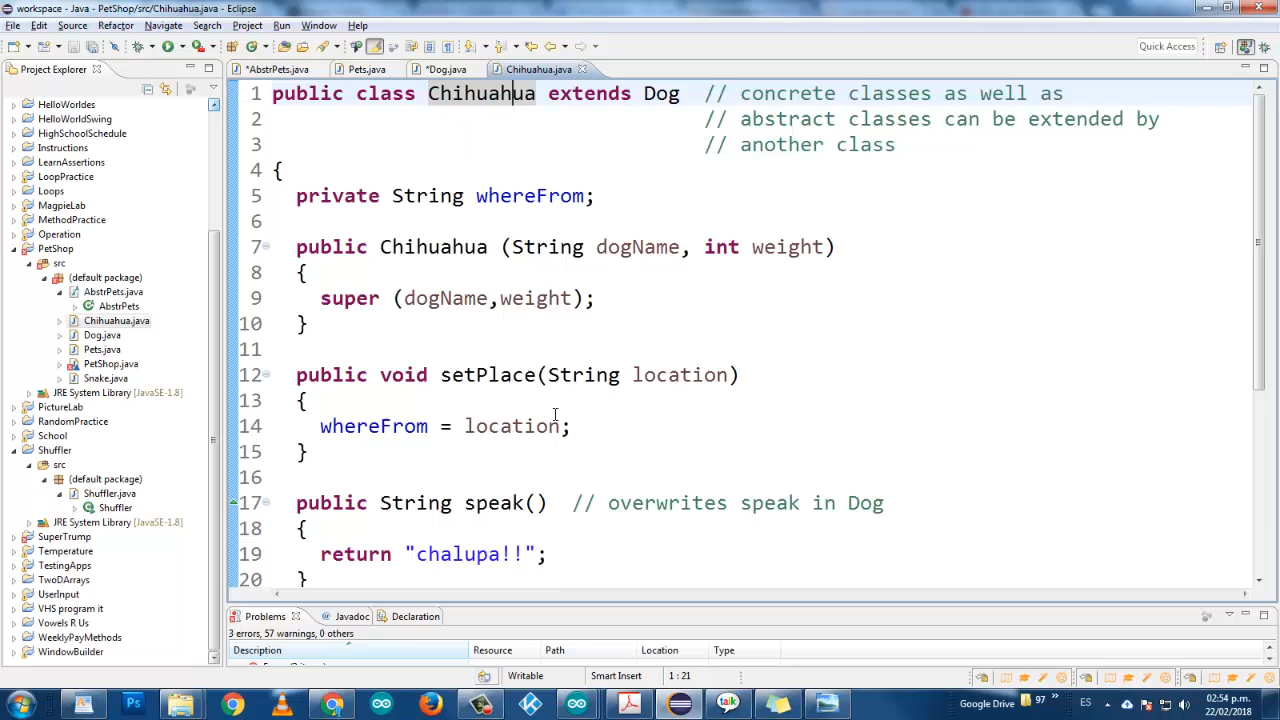 workspace - Java - PetShop/src/Chihuahua.java - Eclipse
File Edit Source Refactor Navigate Search Project Run Window Help
Quick Access
Project Explorer
*AbstrPets.java Pets.java *Dog.java Chihuahua.java
HelloWorldes
HelloWorldSwing
HighSchoolSchedule
Instructions
LearnAssertions
LoopPractice
Loops
MagpieLab
MethodPractice
Operation
PetShop
src
(default package)
AbstrPets.java
AbstrPets
Chihuahua.java
Dog.java
Pets.java
PetShop.java
Snake.java
JRE System Library [JavaSE-1.8]
PictureLab
RandomPractice
School
Shuffler
src
(default package)
Shuffler.java
Shuffler
JRE System Library [JavaSE-1.8]
SuperTrump
Temperature
TestingApps
TwoDArrays
UserInput
VHS program it
Vowels R Us
WeeklyPayMethods
WindowBuilder
1 public class Chihuahua extends Dog // concrete classes as well as
2 // abstract classes can be extended by
3 // another class
4 {
5 private String whereFrom;
6
7 public Chihuahua (String dogName, int weight)
8 {
9 super (dogName,weight);
10 }
11
12 public void setPlace(String location)
13 {
14 whereFrom = location;
15 }
16
17 public String speak() // overwrites speak in Dog
18 {
19 return "chalupa!!";
20 }
Problems Javadoc Declaration
3 errors, 57 warnings, 0 others
Description Resource Path Location Type
Writable Smart Insert 1 : 21
Ps talk Google Drive 97 » ES 02:54 p.m.
22/02/2018